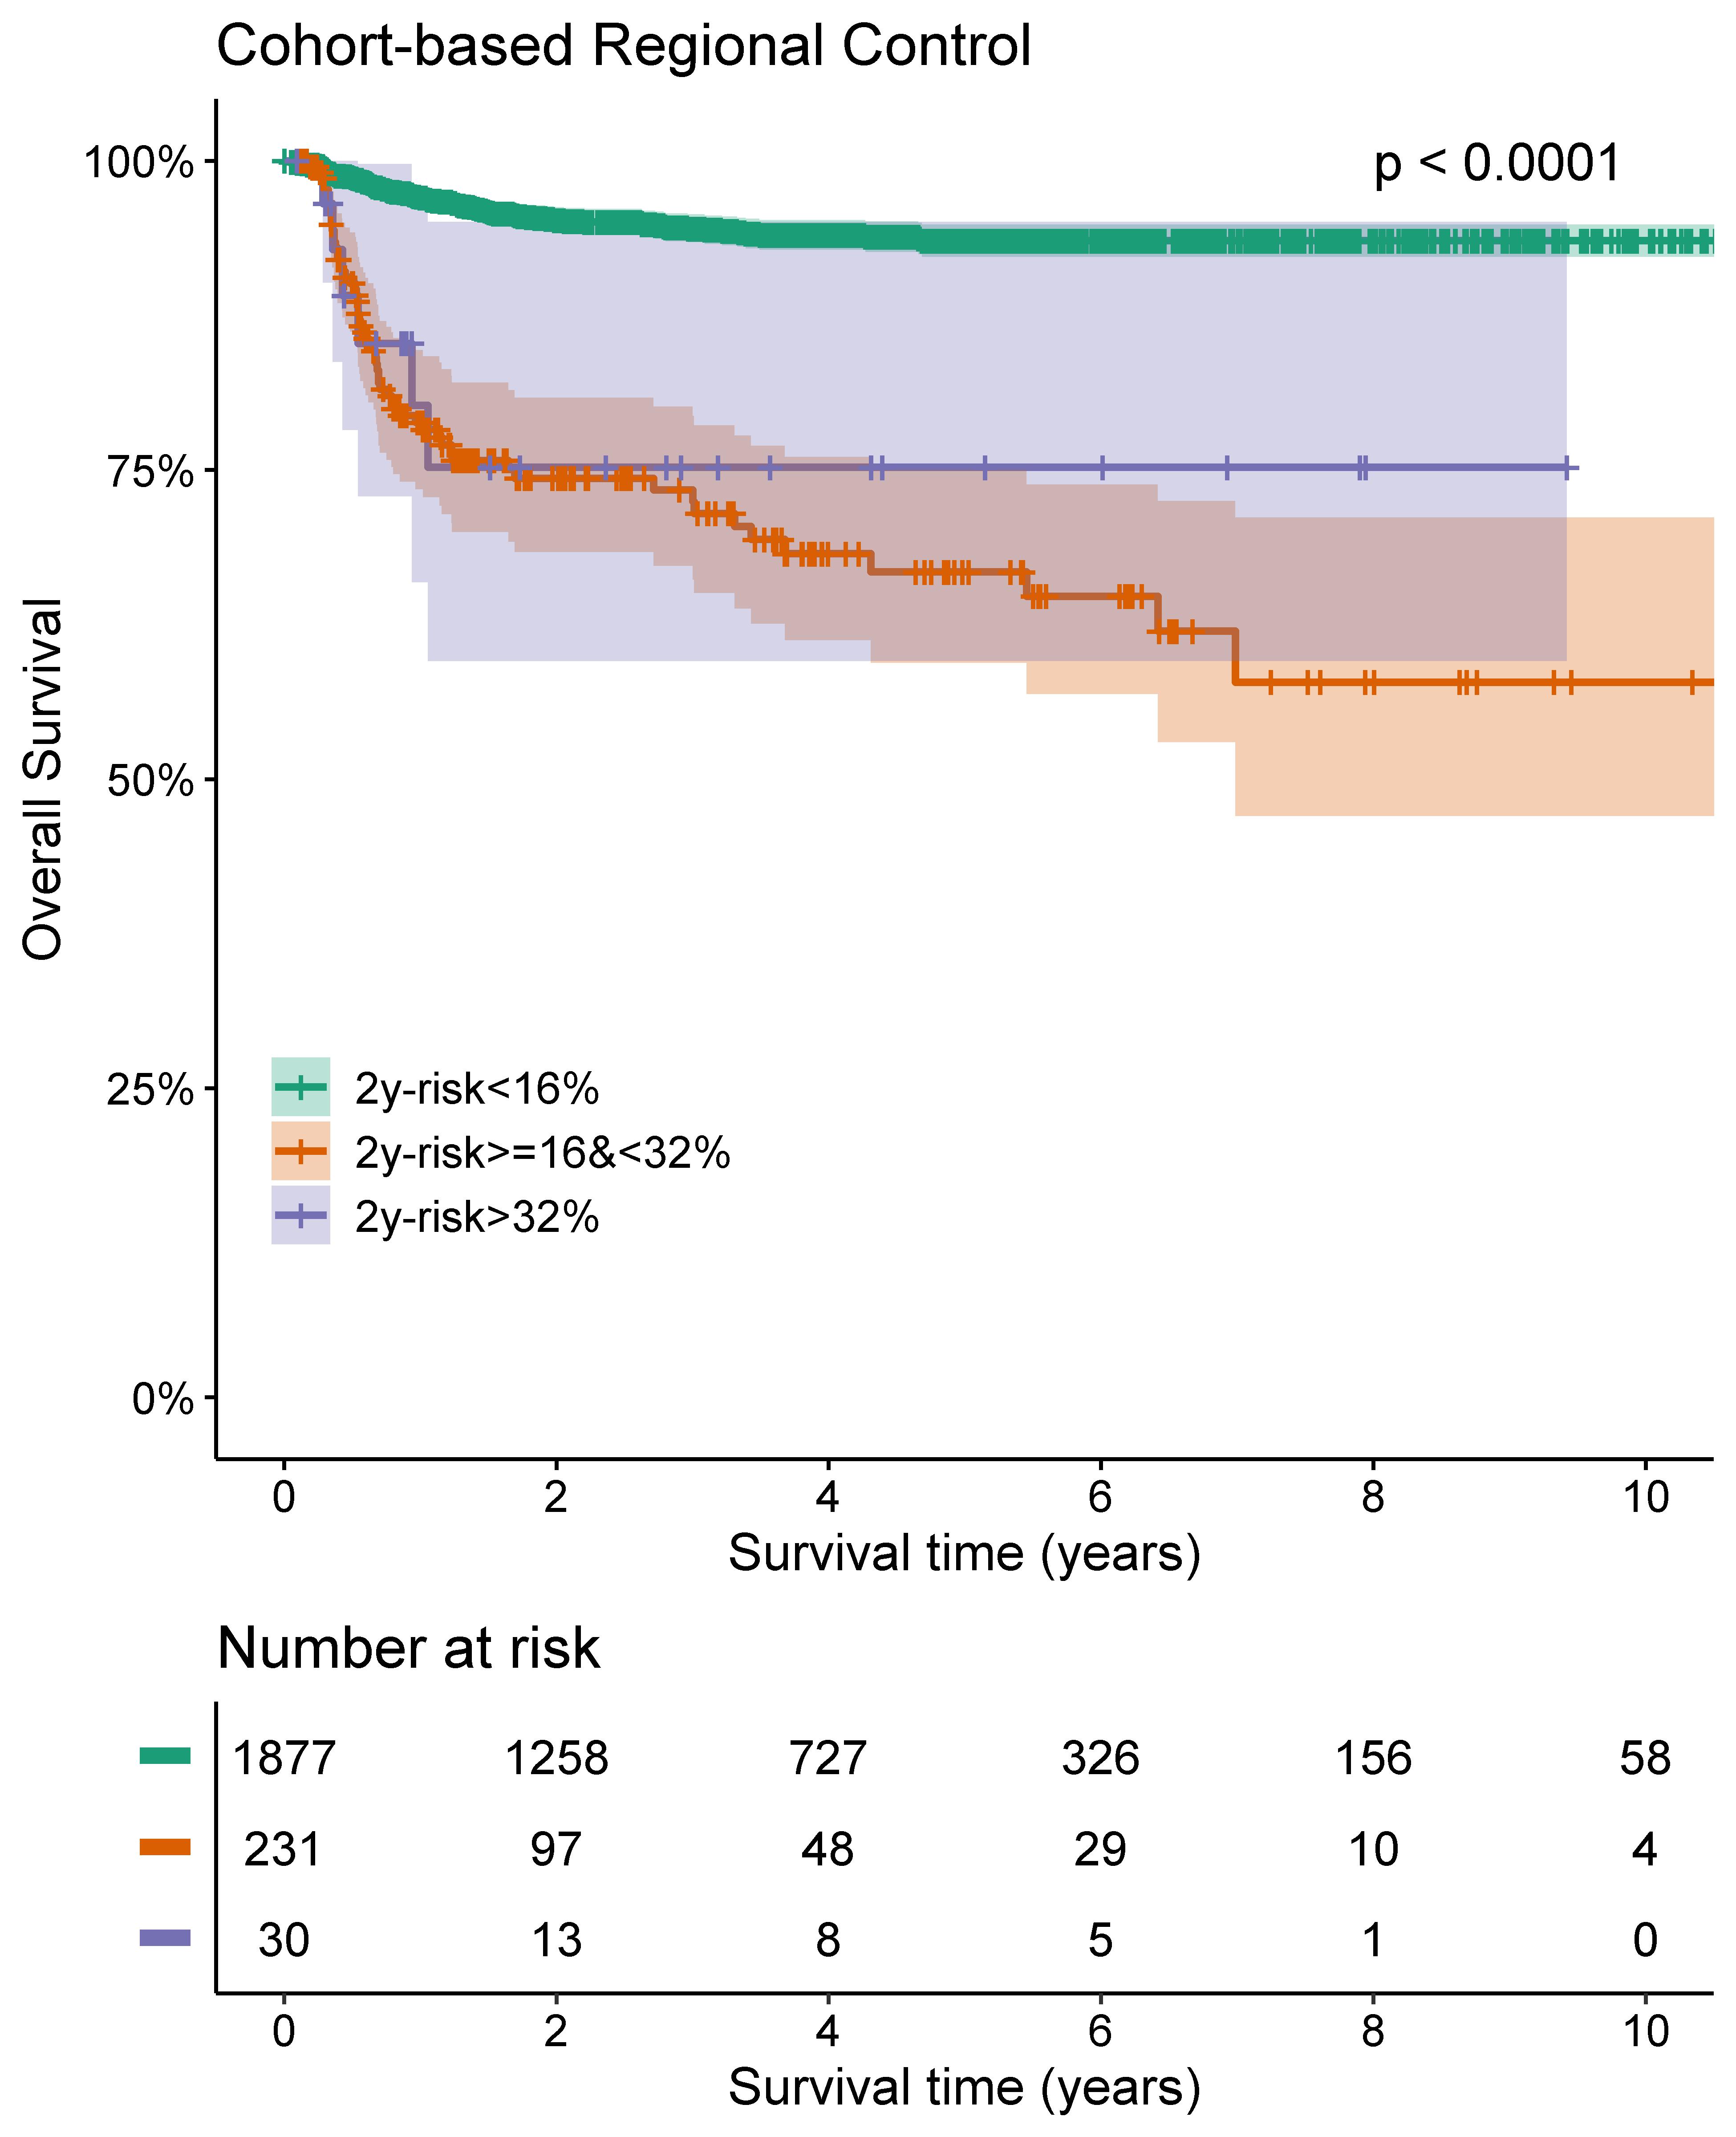 Cohort-based Regional Control
p < 0.0001
100%
75%
50%
25%
0%
Overall Survival
2y-risk<16%
2y-risk>=16&<32%
2y-risk>32%
0 2 4 6 8 10
Survival time (years)
Number at risk
1877 1258 727 326 156 58
231 97 48 29 10 4
30 13 8 5 1 0
0 2 4 6 8 10
Survival time (years)